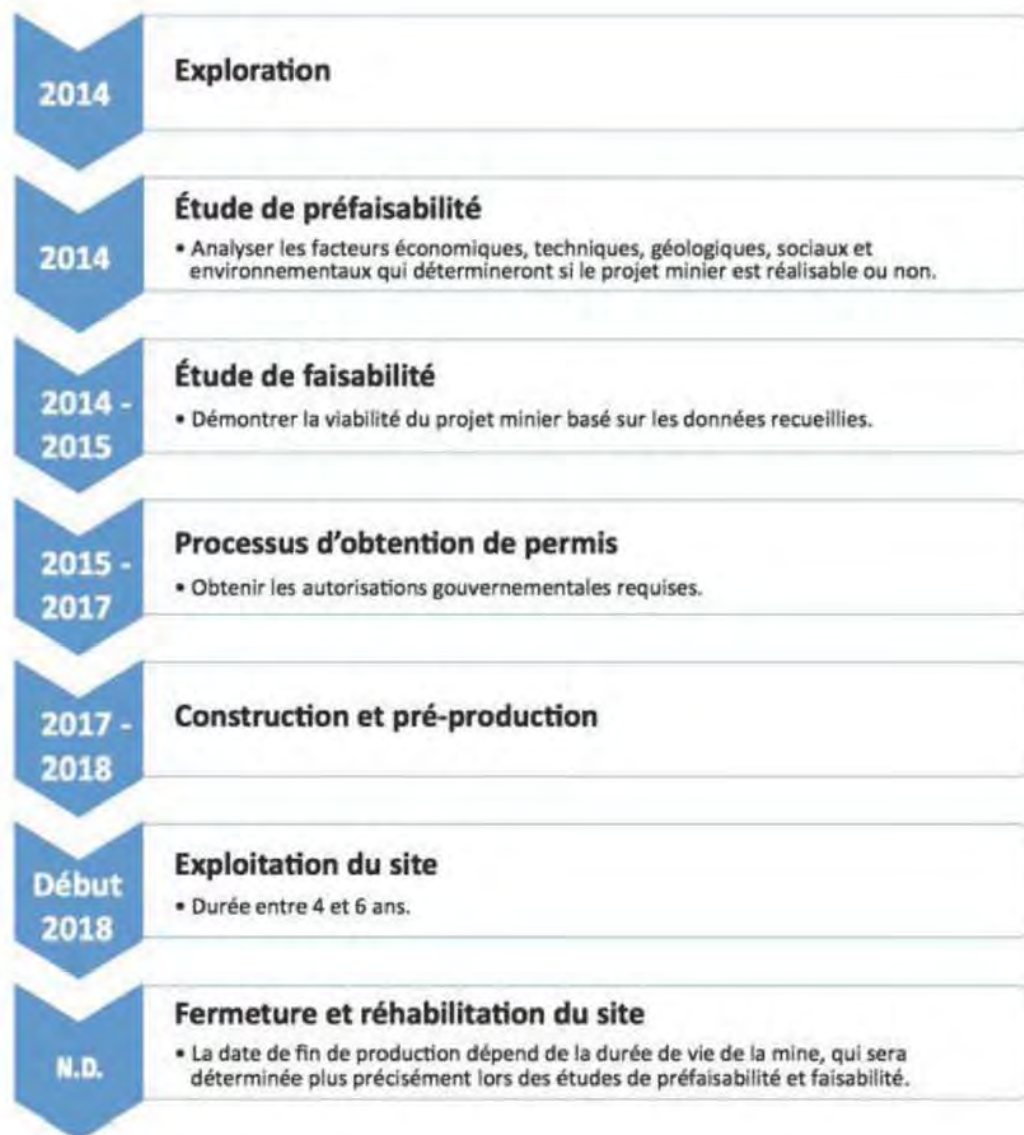 2014
Exploration
2014
Étude de préfaisabilité
• Analyser les facteurs économiques, techniques, géologiques, sociaux et
environnementaux qui détermineront si le projet minier est réalisable ou non.
2014 -
2015
Étude de faisabilité
• Démontrer la viabilité du projet minier basé sur les données recueillies.
2015 -
2017
Processus d'obtention de permis
• Obtenir les autorisations gouvernementales requises.
2017 -
2018
Construction et pré-production
Début
2018
Exploitation du site
• Durée entre 4 et 6 ans.
N.D.
Fermeture et réhabilitation du site
• La date de fin de production dépend de la durée de vie de la mine, qui sera
déterminée plus précisément lors des études de préfaisabilité et faisabilité.